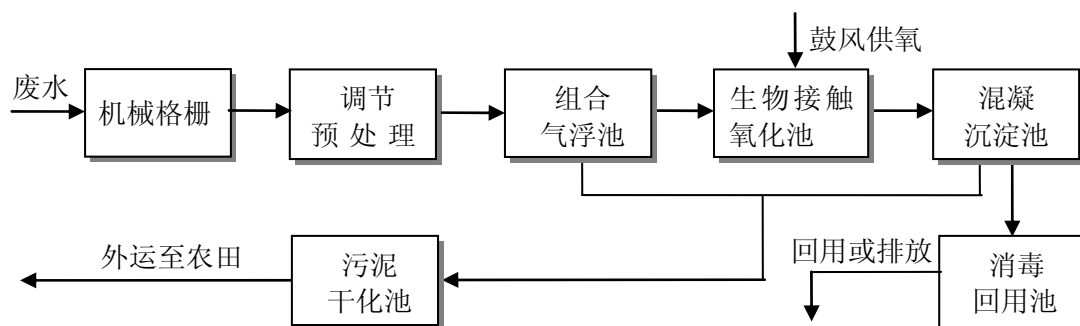 鼓风供氧
废水
机械格栅
调节
预处理
组合
气浮池
生物接触
氧化池
混凝
沉淀池
外运至农田
污泥
干化池
回用或排放
消毒
回用池